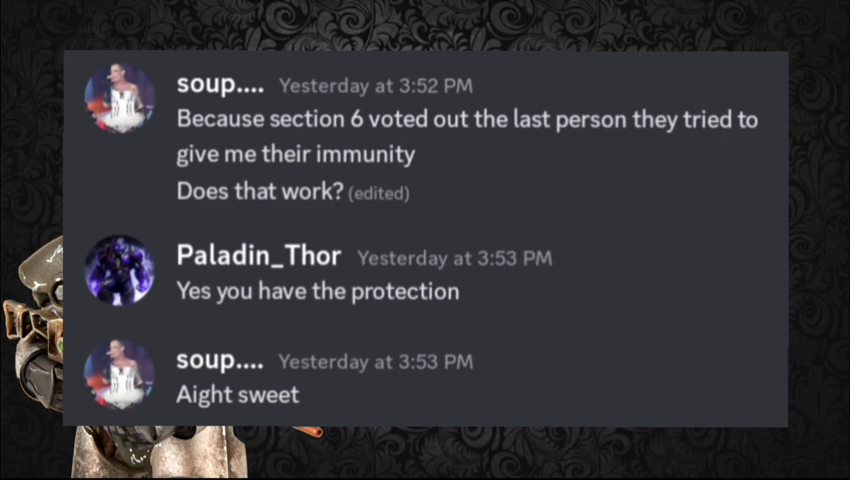 soup.... Yesterday at 3:52 PM
Because section 6 voted out the last person they tried to
give me their immunity
Does that work? (edited)
Paladin_Thor Yesterday at 3:53 PM
Yes you have the protection
soup.... Yesterday at 3:53 PM
Aight sweet